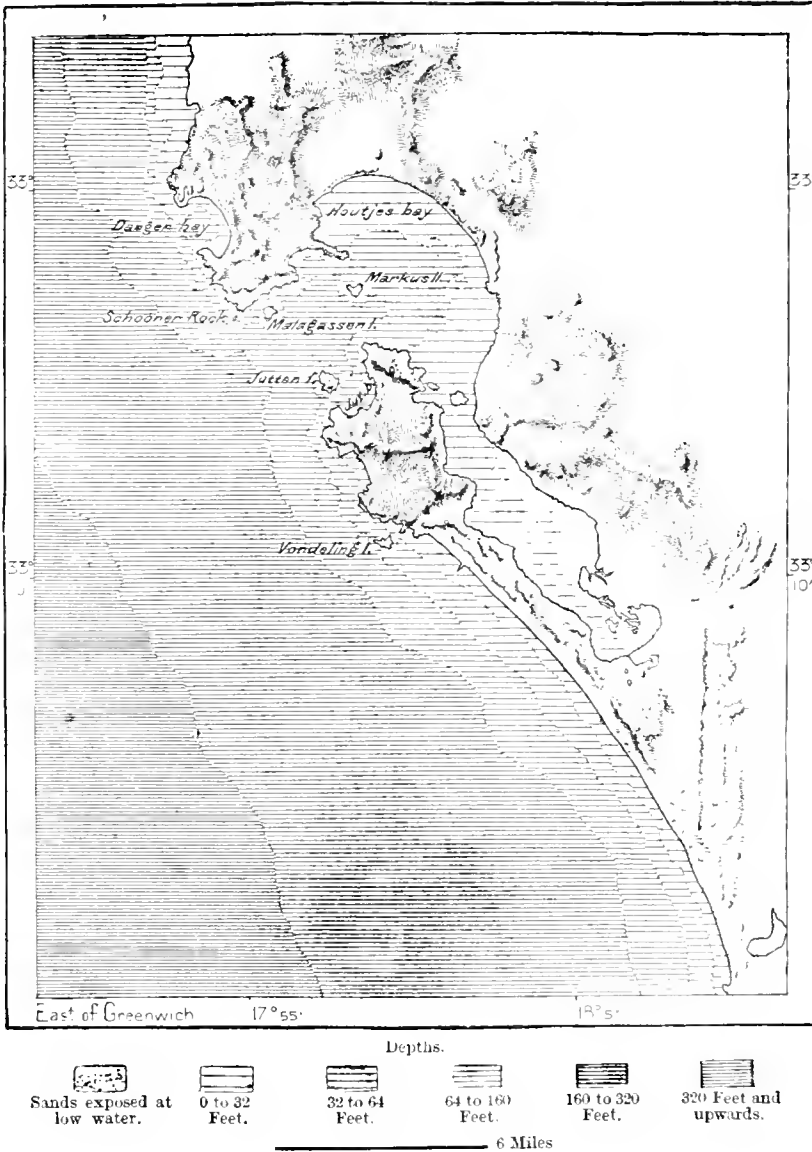 33°
33°
Houtjes bay
Daeger bay
Markus I.
Schooner Rock
Malagassen I.
Jutten I.
Vondeling I.
33°
33°
10'
East of Greenwich
17°55'
18°5'
Depths.
Sands exposed at
low water.
0 to 32
Feet.
32 to 64
Feet.
64 to 160
Feet.
160 to 320
Feet.
320 Feet and
upwards.
6 Miles